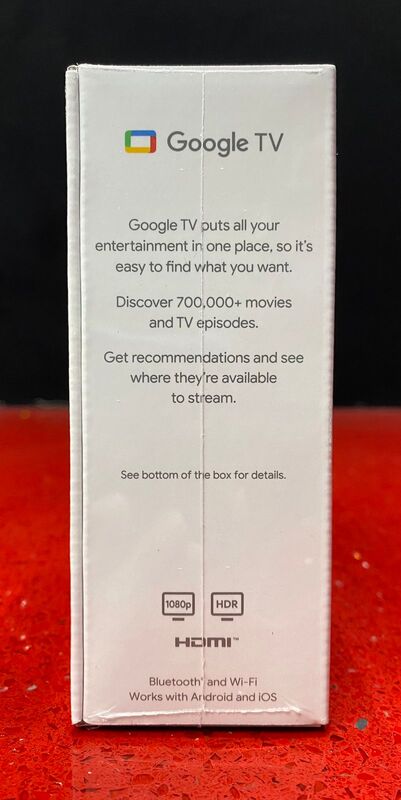 Google TV
Google TV puts all your
entertainment in one place, so it's
easy to find what you want.
Discover 700,000+ movies
and TV episodes.
Get recommendations and see
where they're available
to stream.
See bottom of the box for details.
1080p HDR
HDMI™
Bluetooth® and Wi-Fi
Works with Android and iOS